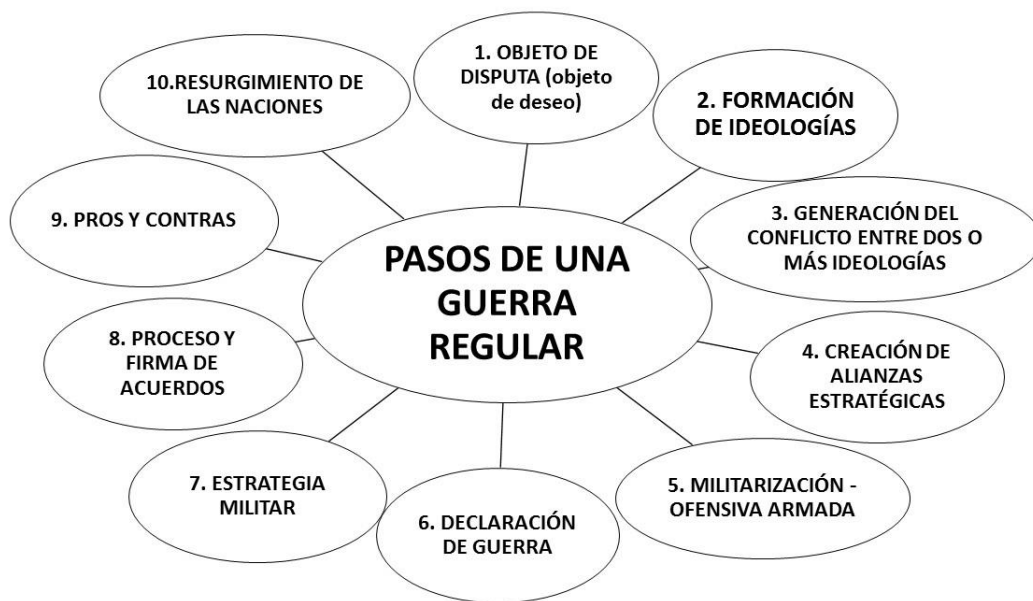 PASOS DE UNA
GUERRA
REGULAR
1. OBJETO DE
DISPUTA (objeto
de deseo)
2. FORMACIÓN
DE IDEOLOGÍAS
3. GENERACIÓN DEL
CONFLICTO ENTRE DOS O
MÁS IDEOLOGÍAS
4. CREACIÓN DE
ALIANZAS
ESTRATÉGICAS
5. MILITARIZACIÓN -
OFENSIVA ARMADA
6. DECLARACIÓN
DE GUERRA
7. ESTRATEGIA
MILITAR
8. PROCESO Y
FIRMA DE
ACUERDOS
9. PROS Y CONTRAS
10.RESURGIMIENTO DE
LAS NACIONES